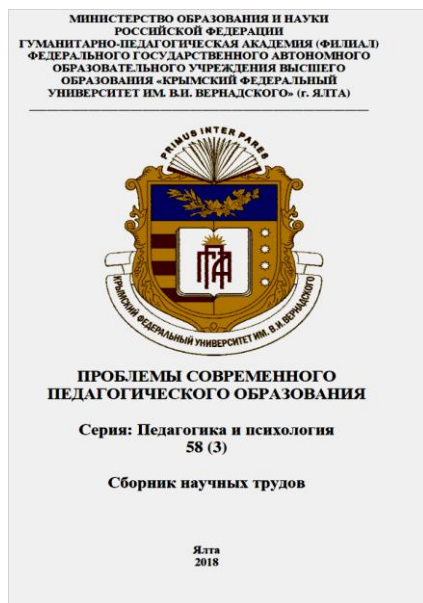 МИНИСТЕРСТВО ОБРАЗОВАНИЯ И НАУКИ
РОССИЙСКОЙ ФЕДЕРАЦИИ
ГУМАНИТАРНО-ПЕДАГОГИЧЕСКАЯ АКАДЕМИЯ (ФИЛИАЛ)
ФЕДЕРАЛЬНОГО ГОСУДАРСТВЕННОГО АВТОНОМНОГО
ОБРАЗОВАТЕЛЬНОГО УЧРЕЖДЕНИЯ ВЫСШЕГО
ОБРАЗОВАНИЯ «КРЫМСКИЙ ФЕДЕРАЛЬНЫЙ
УНИВЕРСИТЕТ ИМ. В.И. ВЕРНАДСКОГО» (г. ЯЛТА)
PRIMUS INTER PARES
ГПА
КРЫМСКИЙ ФЕДЕРАЛЬНЫЙ УНИВЕРСИТЕТ ИМ. В.И. ВЕРНАДСКОГО
ПРОБЛЕМЫ СОВРЕМЕННОГО
ПЕДАГОГИЧЕСКОГО ОБРАЗОВАНИЯ
Серия: Педагогика и психология
58 (3)
Сборник научных трудов
Ялта
2018